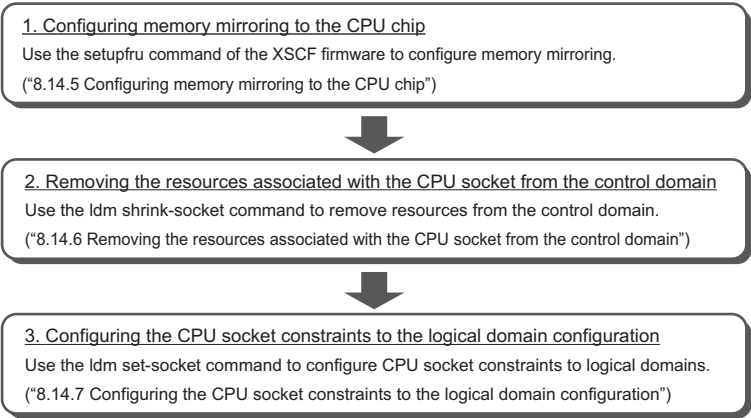 1. Configuring memory mirroring to the CPU chip
Use the setupfru command of the XSCF firmware to configure memory mirroring.
(“8.14.5 Configuring memory mirroring to the CPU chip”)
2. Removing the resources associated with the CPU socket from the control domain
Use the ldm shrink-socket command to remove resources from the control domain.
(“8.14.6 Removing the resources associated with the CPU socket from the control domain”)
3. Configuring the CPU socket constraints to the logical domain configuration
Use the ldm set-socket command to configure CPU socket constraints to logical domains.
(“8.14.7 Configuring the CPU socket constraints to the logical domain configuration”)